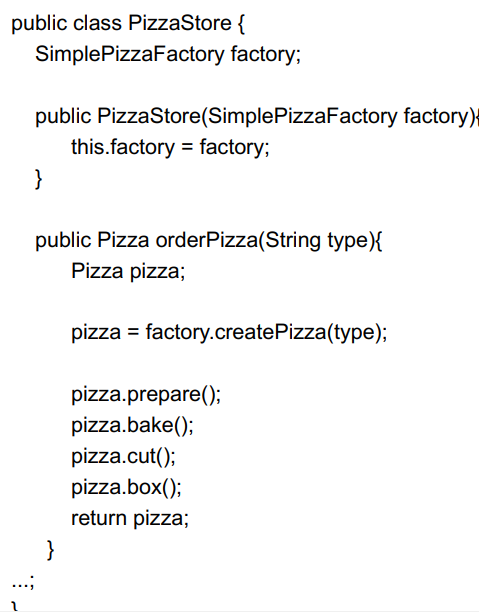 public class PizzaStore {
SimplePizzaFactory factory;
public PizzaStore(SimplePizzaFactory factory){
this.factory = factory;
}
public Pizza orderPizza(String type){
Pizza pizza;
pizza = factory.createPizza(type);
pizza.prepare();
pizza.bake();
pizza.cut();
pizza.box();
return pizza;
}
...;
}